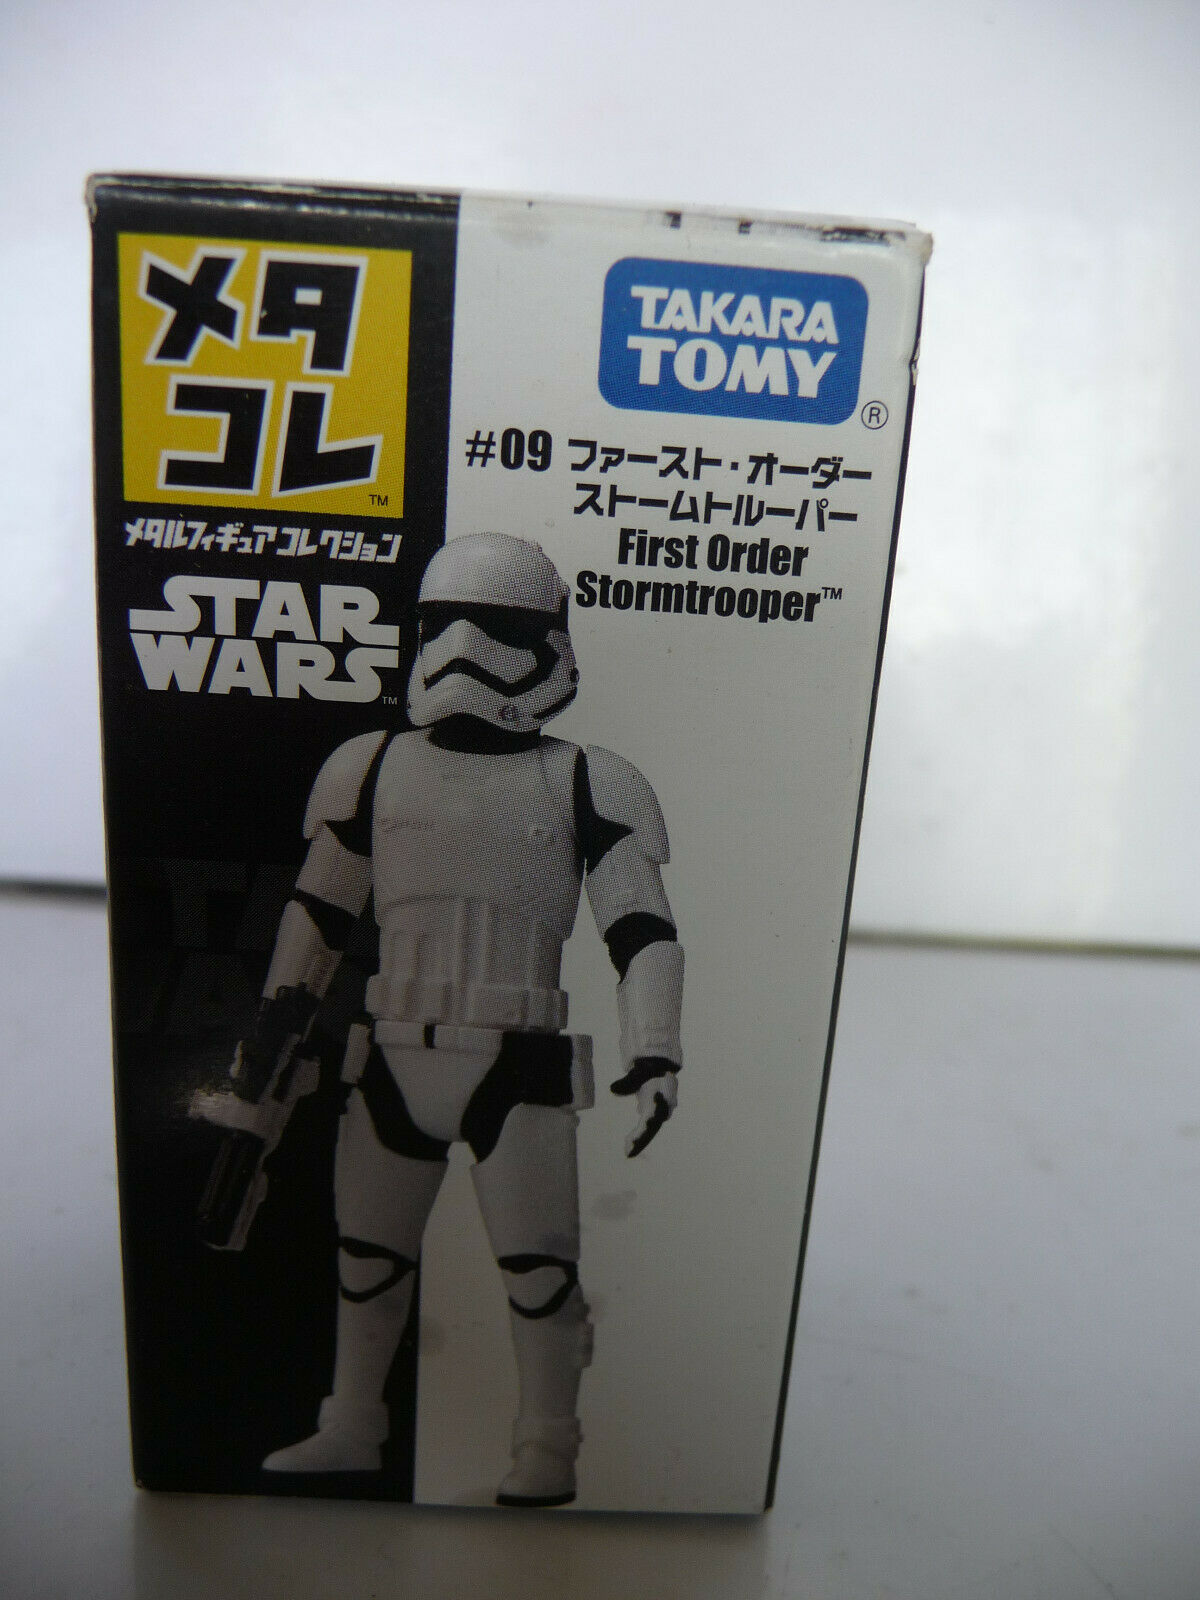 メタ
コレ
TM
メタルフィギュアコレクション
STAR
WARS
TM
TAKARA
TOMY
®
#09 ファースト・オーダー
ストームトルーパー
First Order
Stormtrooper™